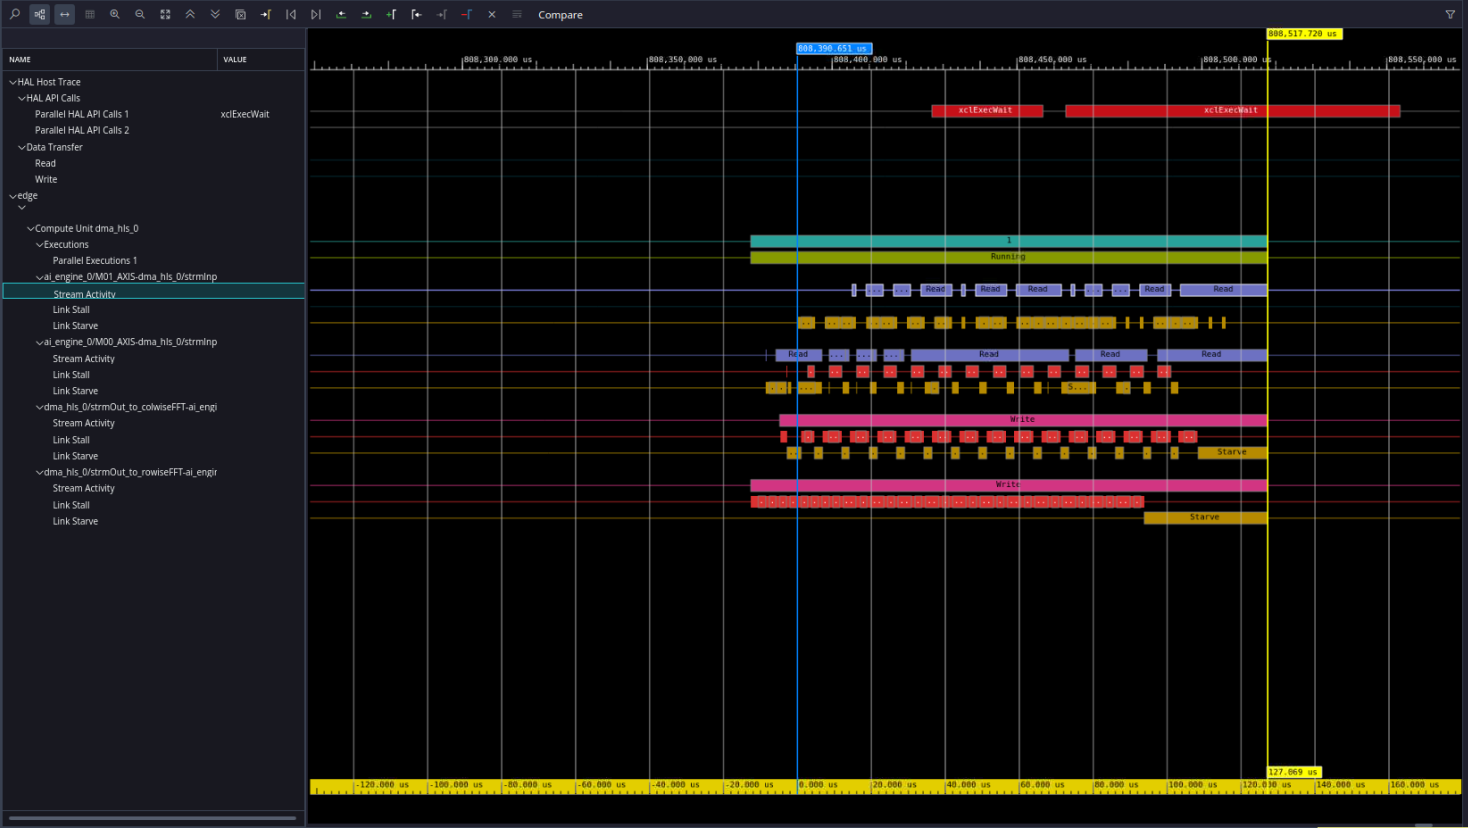 Compare
808,517.720 us
808,390.651 us
NAME VALUE
808,300.000 us 808,350.000 us 808,400.000 us 808,450.000 us 808,500.000 us 808,550.000 us
HAL Host Trace
HAL API Calls
Parallel HAL API Calls 1 xclExecWait xclExecWait xclExecWait
Parallel HAL API Calls 2
Data Transfer
Read
Write
edge
Compute Unit dma_hls_0
Executions 1
Parallel Executions 1 Running
ai_engine_0/M01_AXIS-dma_hls_0/strmInp
Stream Activity ... ... Read Read Read ... ... Read Read
Link Stall
Link Starve
ai_engine_0/M00_AXIS-dma_hls_0/strmInp
Stream Activity Read ... ... ... Read Read Read
Link Stall
Link Starve S...
dma_hls_0/strmOut_to_colwiseFFT-ai_engi
Stream Activity Write
Link Stall
Link Starve Starve
dma_hls_0/strmOut_to_rowiseFFT-ai_engir
Stream Activity Write
Link Stall
Link Starve Starve
127.069 us
-120.000 us -100.000 us -80.000 us -60.000 us -40.000 us -20.000 us 0.000 us 20.000 us 40.000 us 60.000 us 80.000 us 100.000 us 120.000 us 140.000 us 160.000 us